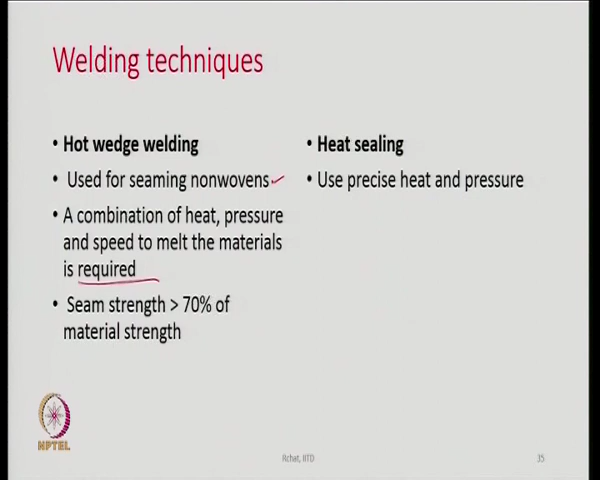 Welding techniques
• Hot wedge welding
• Used for seaming nonwovens
• A combination of heat, pressure
and speed to melt the materials
is required
• Seam strength > 70% of
material strength
• Heat sealing
• Use precise heat and pressure
NPTEL
Rchat, IITD
35